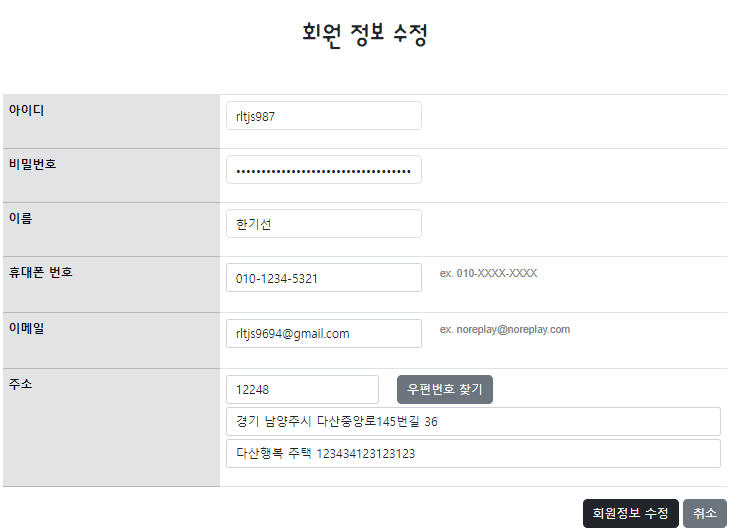 회원 정보 수정
아이디 rltjs987
비밀번호 ••••••••••••••••••••••••••••••••••••
이름 한기선
휴대폰 번호 010-1234-5321 ex. 010-XXXX-XXXX
이메일 rltjs9694@gmail.com ex. noreplay@noreplay.com
주소 12248 우편번호 찾기
경기 남양주시 다산중앙로145번길 36
다산행복 주택 123434123123123
회원정보 수정 취소